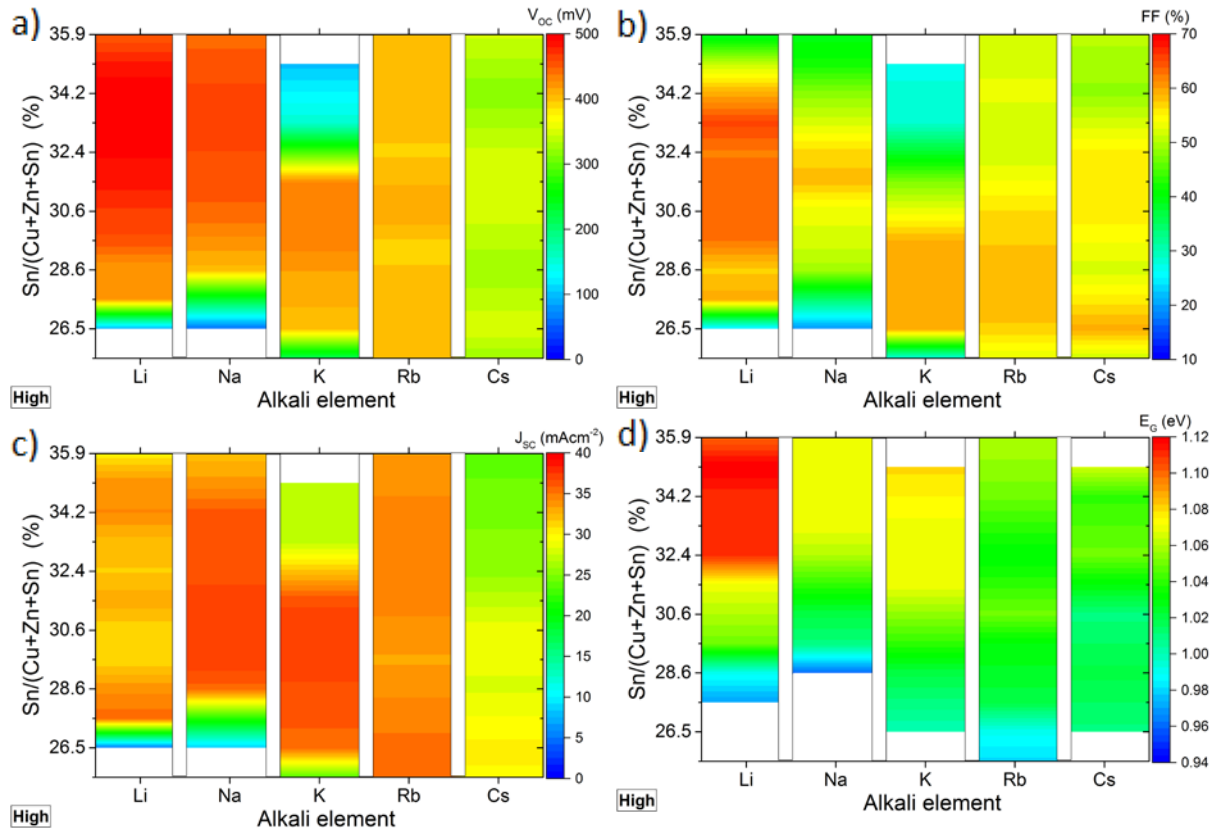 a)
V_OC (mV)
Sn/(Cu+Zn+Sn) (%)
35.9
34.2
32.4
30.6
28.6
26.5
500
400
300
200
100
0
Li Na K Rb Cs
High
Alkali element
b)
FF (%)
Sn/(Cu+Zn+Sn) (%)
35.9
34.2
32.4
30.6
28.6
26.5
70
60
50
40
30
20
10
Li Na K Rb Cs
High
Alkali element
c)
J_SC (mAcm⁻²)
Sn/(Cu+Zn+Sn) (%)
35.9
34.2
32.4
30.6
28.6
26.5
40
35
30
25
20
15
10
5
0
Li Na K Rb Cs
High
Alkali element
d)
E_G (eV)
Sn/(Cu+Zn+Sn) (%)
35.9
34.2
32.4
30.6
28.6
26.5
1.12
1.10
1.08
1.06
1.04
1.02
1.00
0.98
0.96
0.94
Li Na K Rb Cs
High
Alkali element